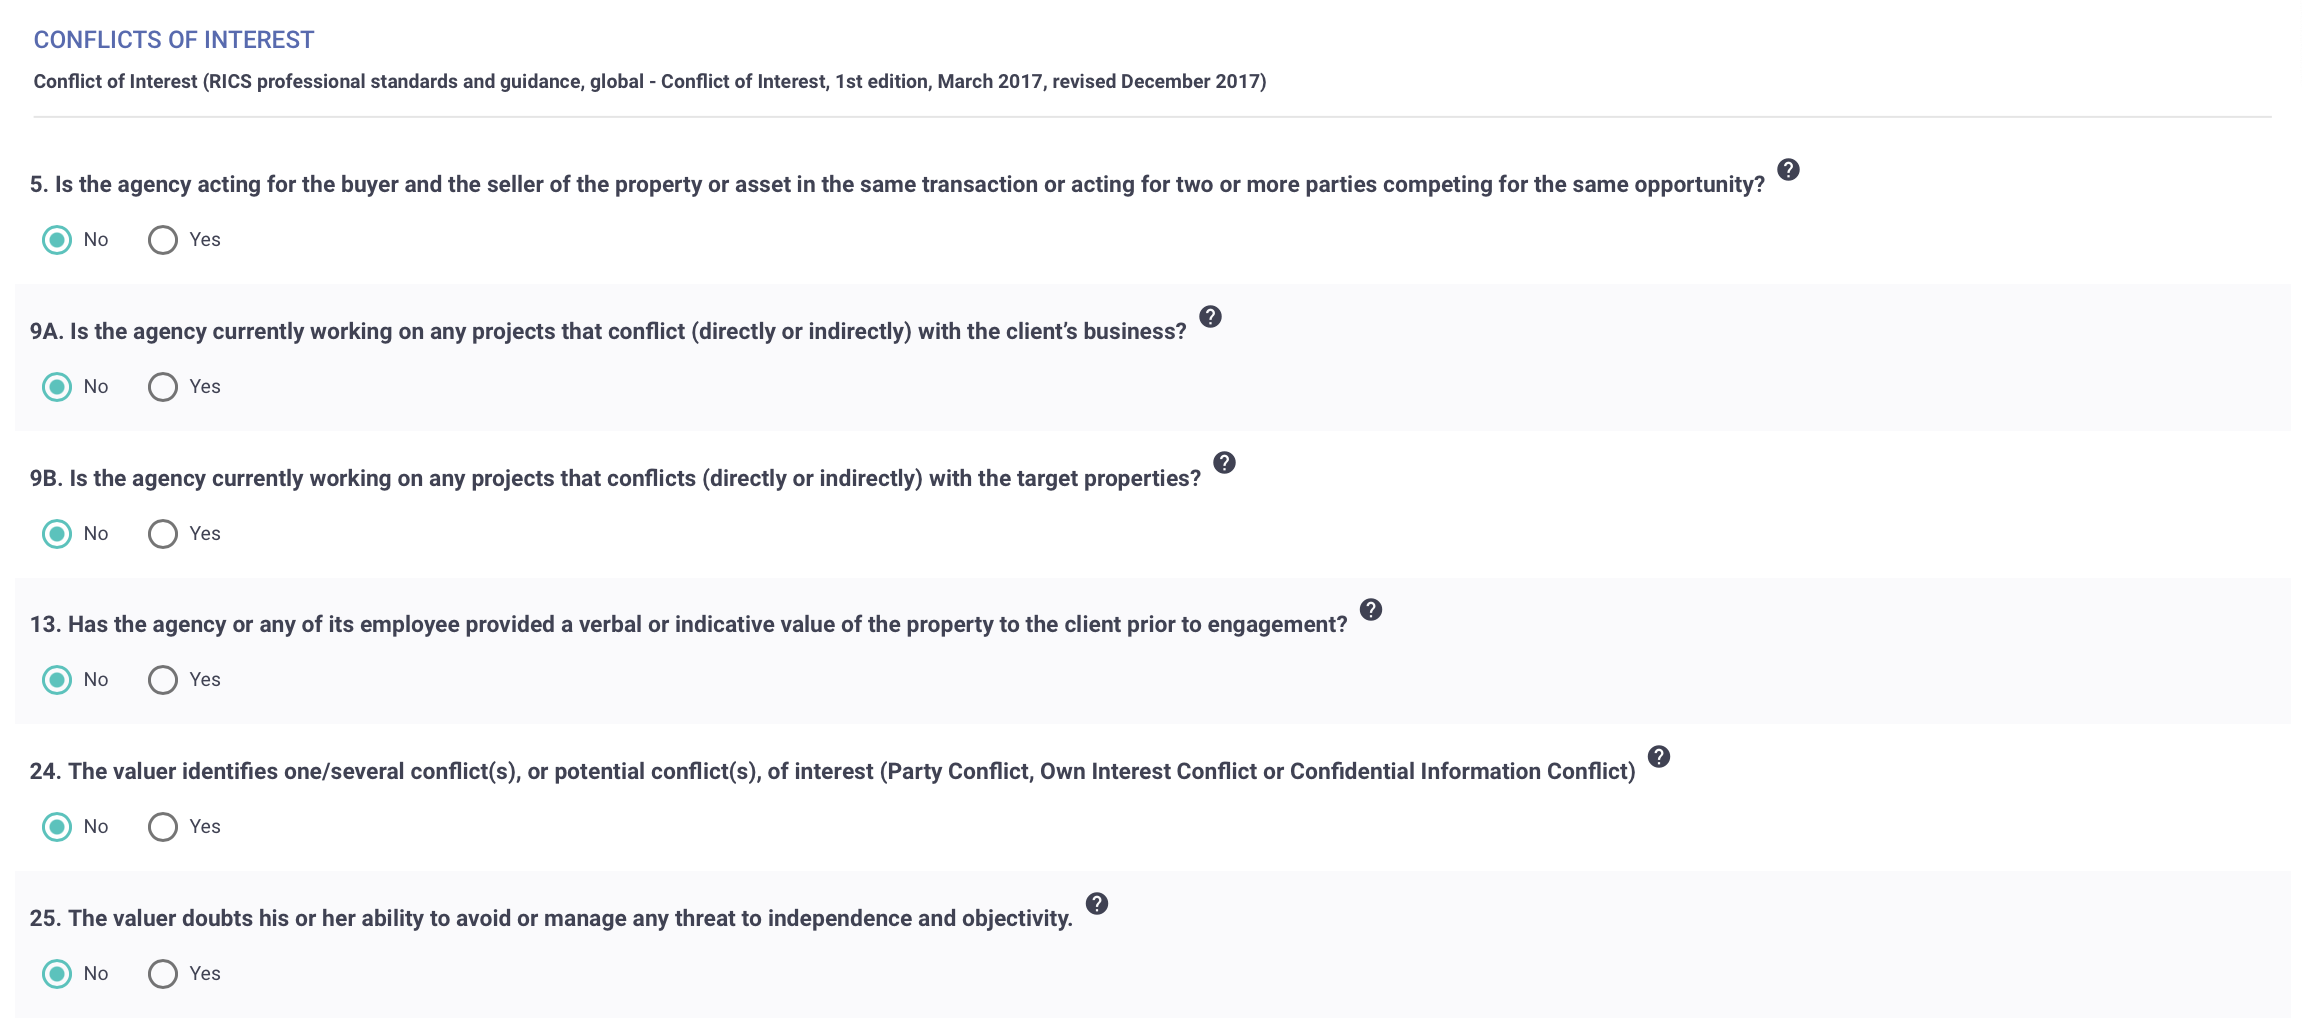 CONFLICTS OF INTEREST
Conflict of Interest (RICS professional standards and guidance, global - Conflict of Interest, 1st edition, March 2017, revised December 2017)
5. Is the agency acting for the buyer and the seller of the property or asset in the same transaction or acting for two or more parties competing for the same opportunity? ?
No Yes
9A. Is the agency currently working on any projects that conflict (directly or indirectly) with the client’s business? ?
No Yes
9B. Is the agency currently working on any projects that conflicts (directly or indirectly) with the target properties? ?
No Yes
13. Has the agency or any of its employee provided a verbal or indicative value of the property to the client prior to engagement? ?
No Yes
24. The valuer identifies one/several conflict(s), or potential conflict(s), of interest (Party Conflict, Own Interest Conflict or Confidential Information Conflict) ?
No Yes
25. The valuer doubts his or her ability to avoid or manage any threat to independence and objectivity. ?
No Yes